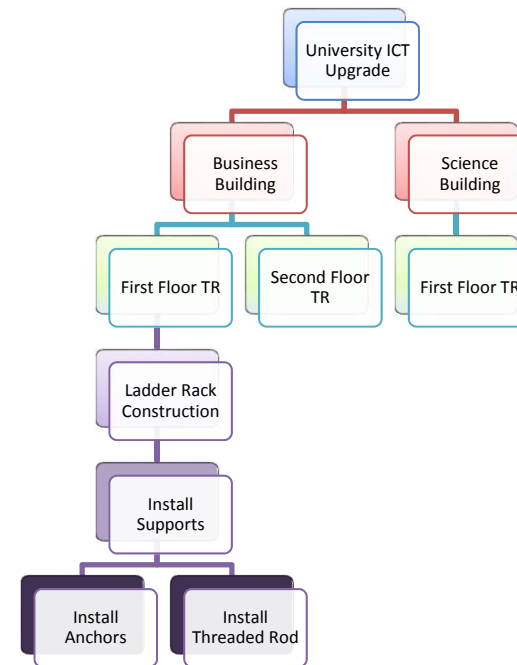 University ICT
Upgrade
Business
Building
Science
Building
First Floor TR
Second Floor
TR
First Floor TR
Ladder Rack
Construction
Install
Supports
Install
Anchors
Install
Threaded Rod